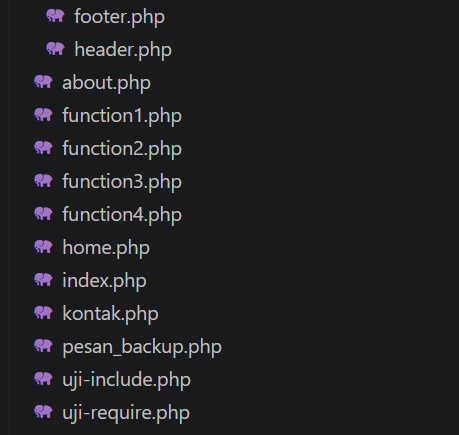 footer.php
header.php
about.php
function1.php
function2.php
function3.php
function4.php
home.php
index.php
kontak.php
pesan_backup.php
uji-include.php
uji-require.php